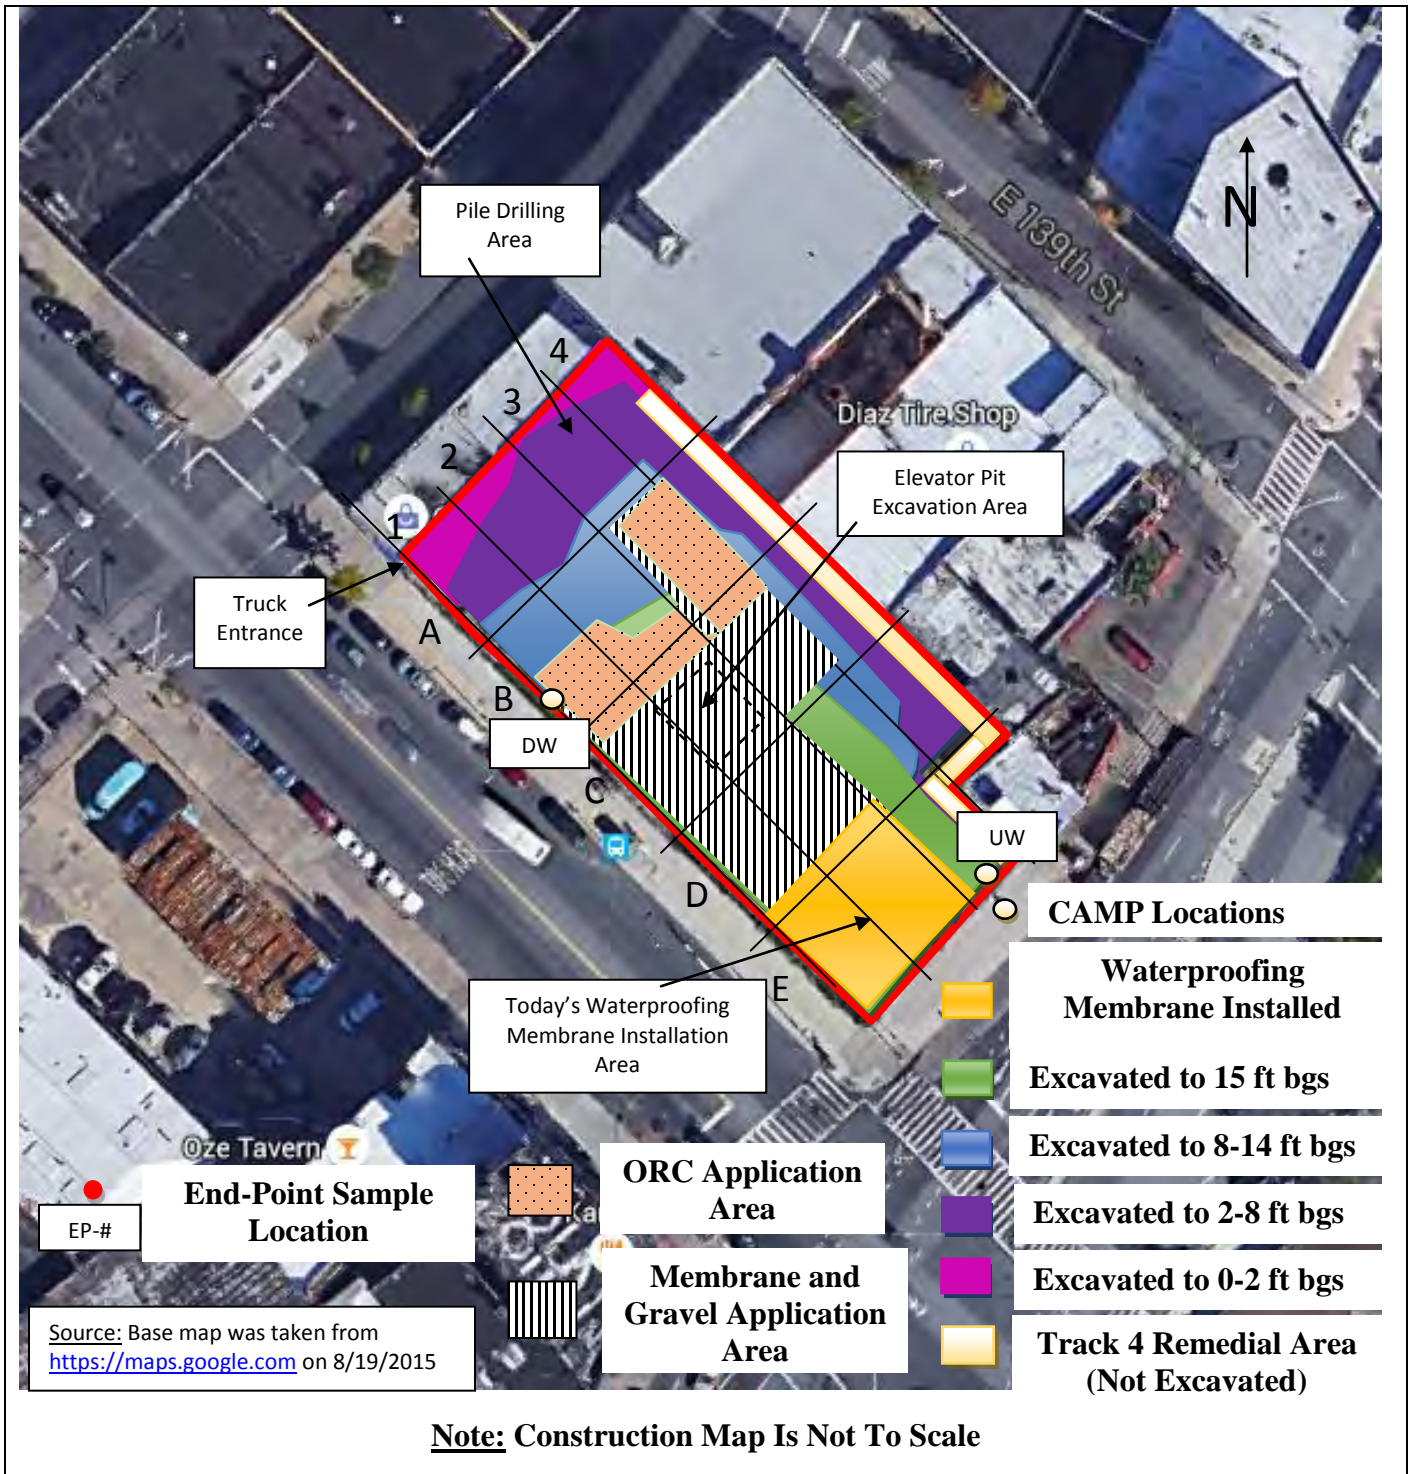 Pile Drilling
Area
E 139th St
N
4
3
2
1
Diaz Tire Shop
Elevator Pit
Excavation Area
Truck
Entrance
A
B
DW
C
D
E
UW
CAMP Locations
Waterproofing
Membrane Installed
Today’s Waterproofing
Membrane Installation
Area
Excavated to 15 ft bgs
Excavated to 8-14 ft bgs
Excavated to 2-8 ft bgs
Excavated to 0-2 ft bgs
Track 4 Remedial Area
(Not Excavated)
Oze Tavern
EP-#
End-Point Sample
Location
ORC Application
Area
Membrane and
Gravel Application
Area
Source: Base map was taken from
https://maps.google.com on 8/19/2015
Note: Construction Map Is Not To Scale